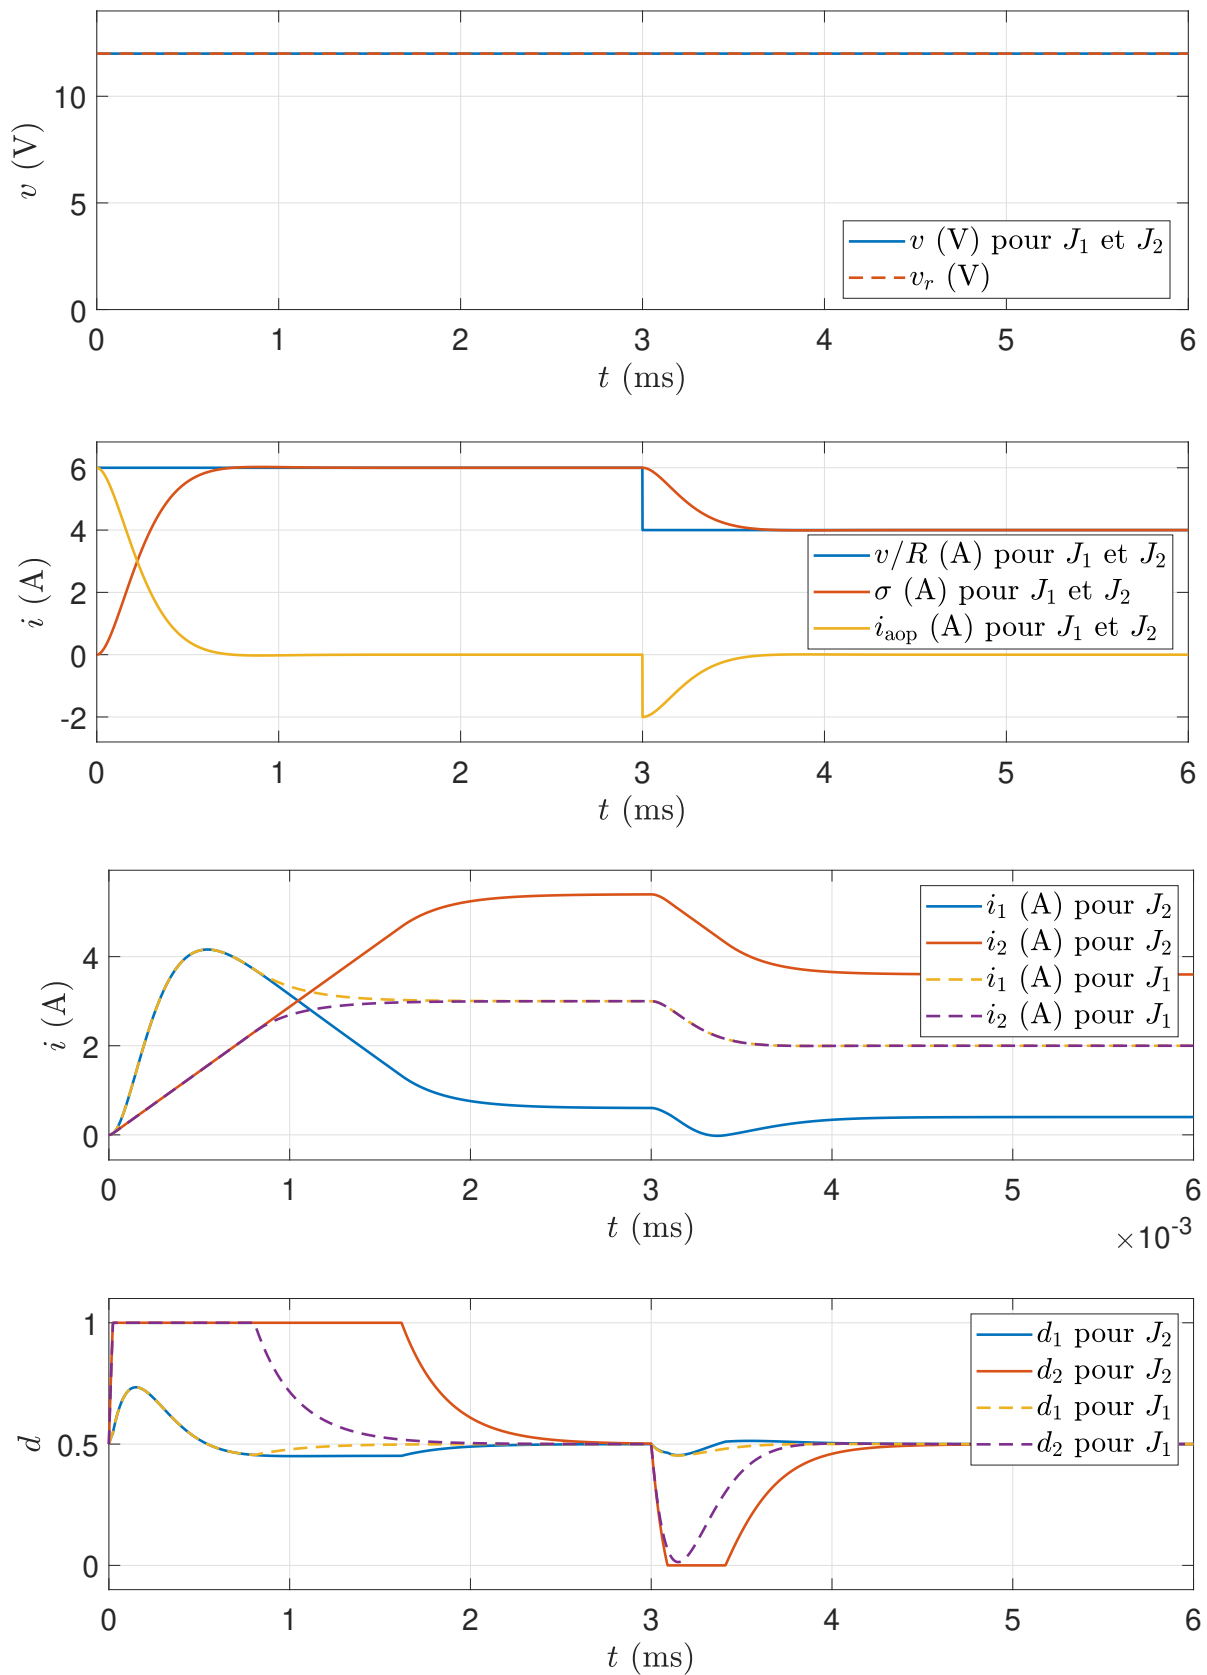 10
5
0
v (V)
v (V) pour J₁ et J₂
vᵣ (V)
0 1 2 3 4 5 6
t (ms)
6
4
2
0
-2
i (A)
v/R (A) pour J₁ et J₂
σ (A) pour J₁ et J₂
i_aop (A) pour J₁ et J₂
0 1 2 3 4 5 6
t (ms)
4
2
0
i (A)
i₁ (A) pour J₂
i₂ (A) pour J₂
i₁ (A) pour J₁
i₂ (A) pour J₁
0 1 2 3 4 5 6
t (ms)
×10⁻³
1
0.5
0
d
d₁ pour J₂
d₂ pour J₂
d₁ pour J₁
d₂ pour J₁
0 1 2 3 4 5 6
t (ms)